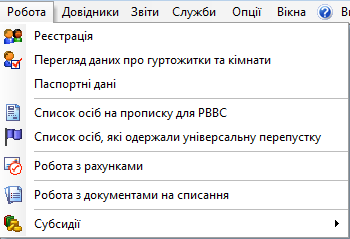 Робота Довідники Звіти Служби Опції Вікна
Реєстрація
Перегляд даних про гуртожитки та кімнати
Паспортні дані
Список осіб на прописку для РВВС
Список осіб, які одержали універсальну перепустку
Робота з рахунками
Робота з документами на списання
Субсидії